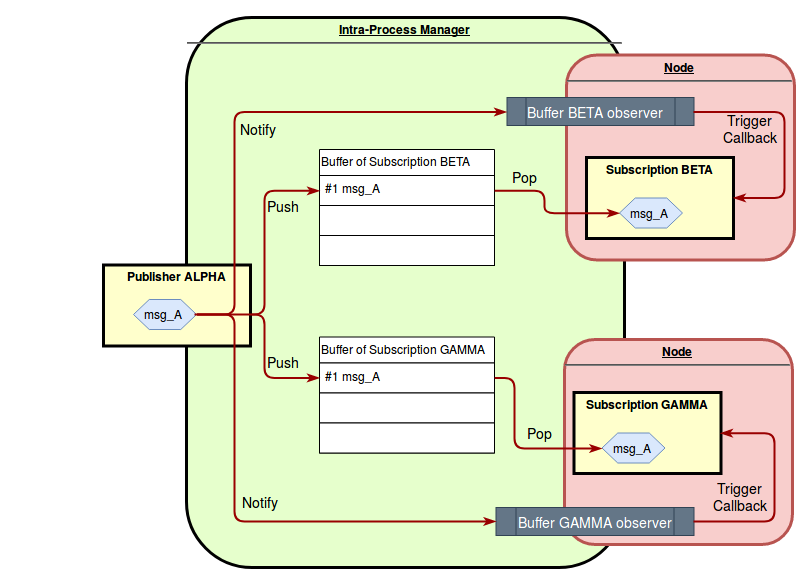 Intra-Process Manager
Node
Buffer BETA observer
Trigger
Callback
Notify
Buffer of Subscription BETA
#1 msg_A
Push
Pop
Subscription BETA
msg_A
Publisher ALPHA
msg_A
Buffer of Subscription GAMMA
#1 msg_A
Push
Pop
Node
Subscription GAMMA
msg_A
Trigger
Callback
Notify
Buffer GAMMA observer